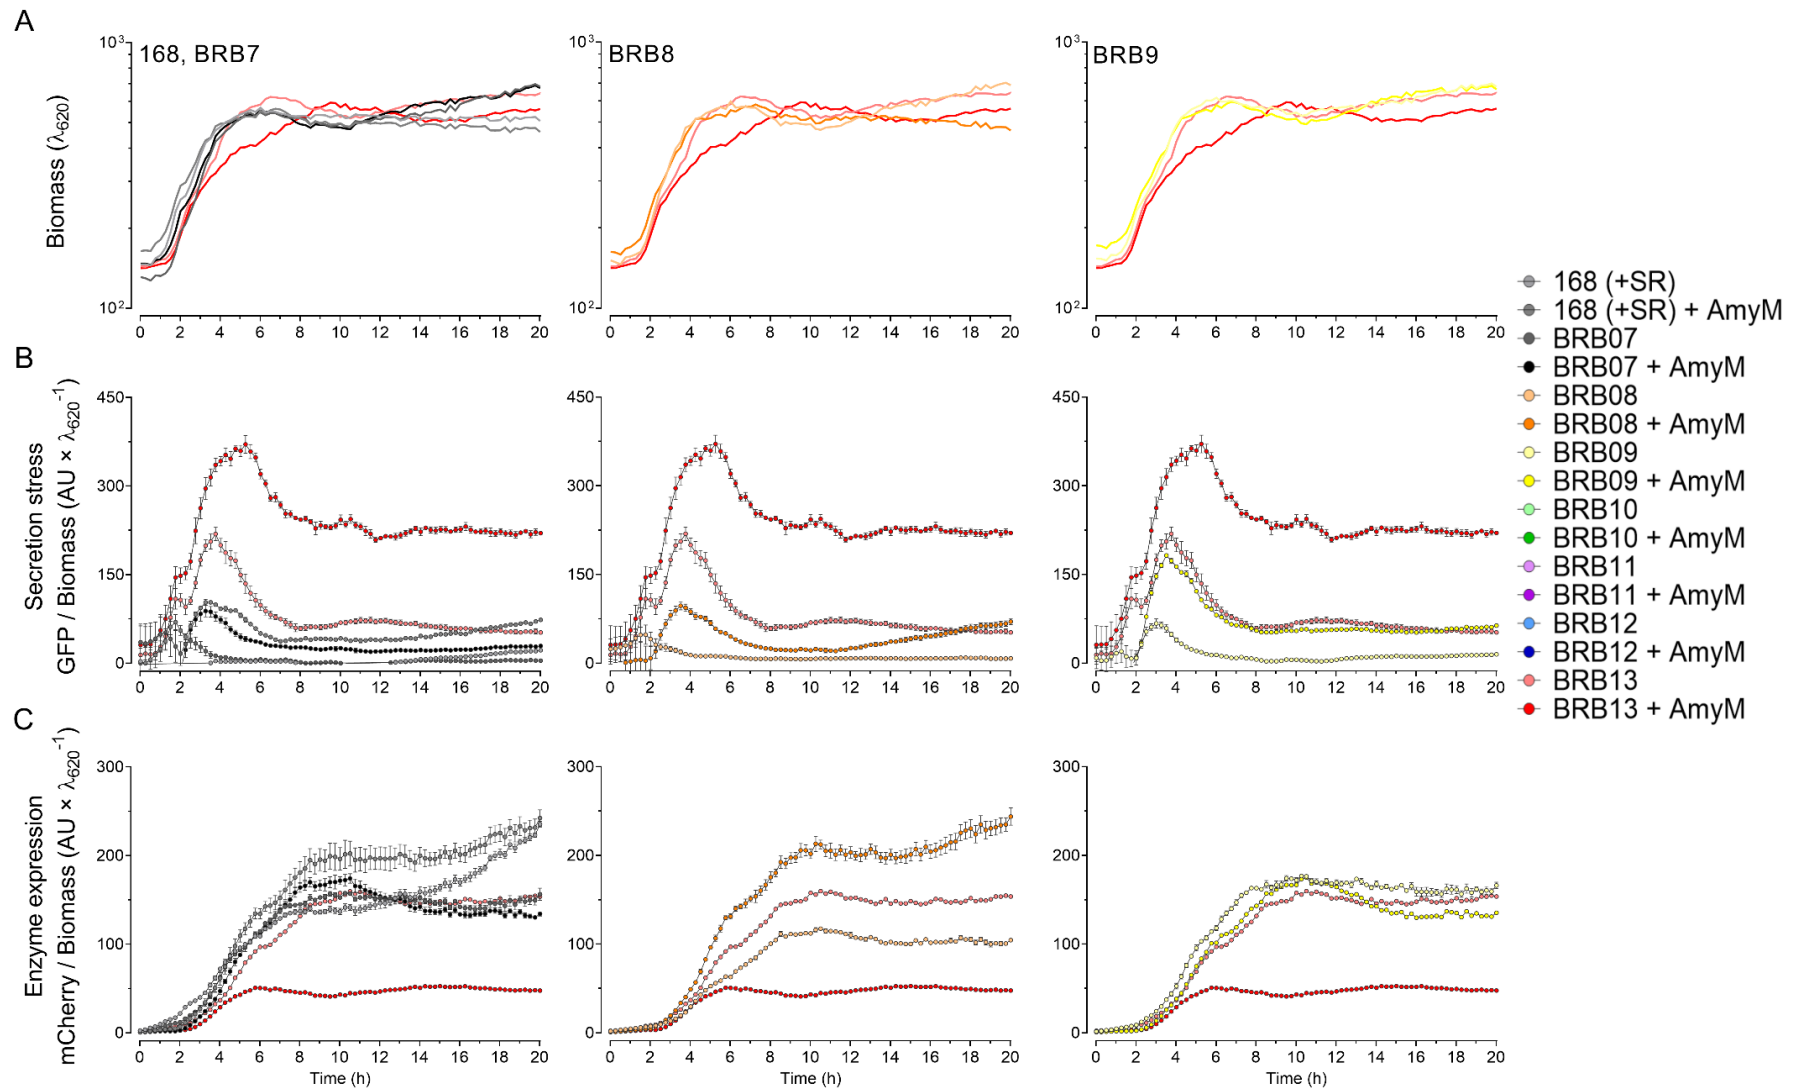 A
168, BRB7
BRB8
BRB9
Biomass (λ620)
10³
10²
0 2 4 6 8 10 12 14 16 18 20
10³
10²
0 2 4 6 8 10 12 14 16 18 20
10³
10²
0 2 4 6 8 10 12 14 16 18 20
168 (+SR)
168 (+SR) + AmyM
BRB07
BRB07 + AmyM
BRB08
BRB08 + AmyM
BRB09
BRB09 + AmyM
BRB10
BRB10 + AmyM
BRB11
BRB11 + AmyM
BRB12
BRB12 + AmyM
BRB13
BRB13 + AmyM
B
Secretion stress
GFP / Biomass (AU × λ620⁻¹)
450
300
150
0
0 2 4 6 8 10 12 14 16 18 20
450
300
150
0
0 2 4 6 8 10 12 14 16 18 20
450
300
150
0
0 2 4 6 8 10 12 14 16 18 20
C
Enzyme expression
mCherry / Biomass (AU × λ620⁻¹)
300
200
100
0
0 2 4 6 8 10 12 14 16 18 20
Time (h)
300
200
100
0
0 2 4 6 8 10 12 14 16 18 20
Time (h)
300
200
100
0
0 2 4 6 8 10 12 14 16 18 20
Time (h)